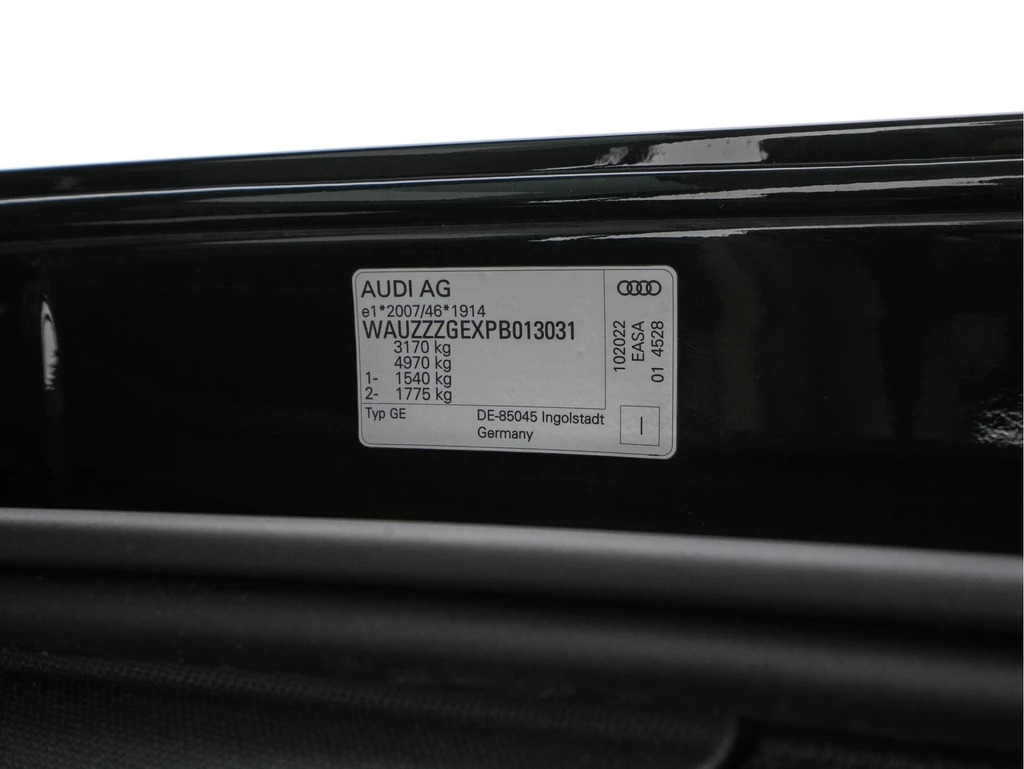 AUDI AG
e1*2007/46*1914
WAUZZZGEXPB013031
3170 kg
4970 kg
1- 1540 kg
2- 1775 kg
Typ GE
DE-85045 Ingolstadt
Germany
102022
EASA
01 4528
I